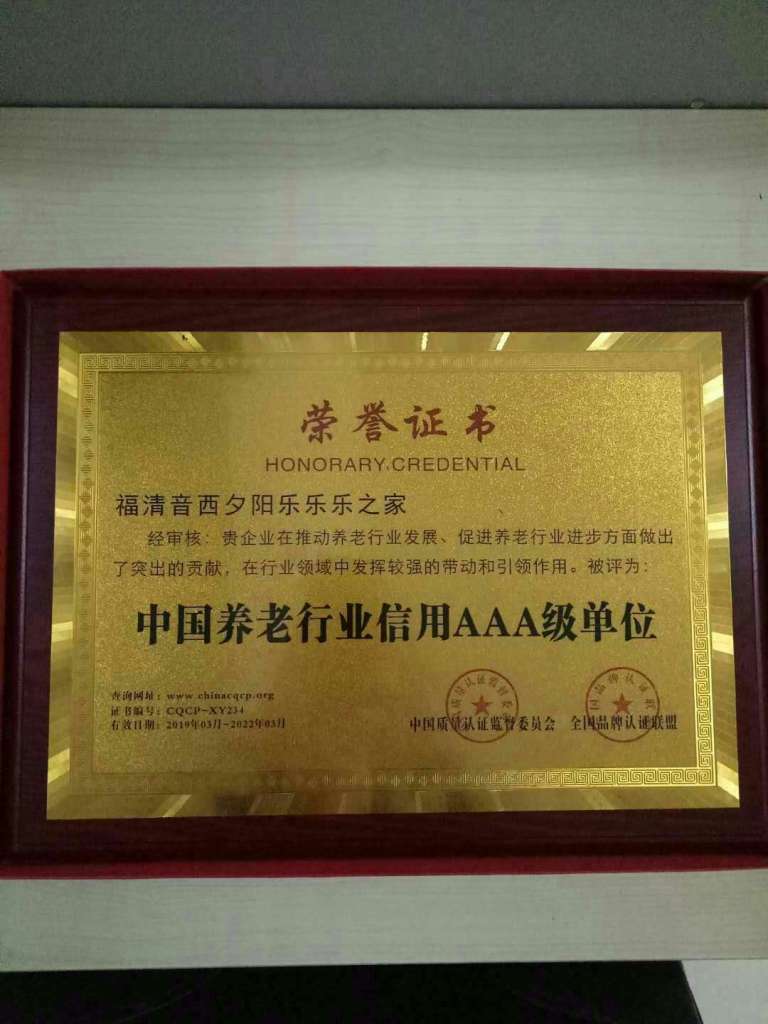 荣誉证书
HONORARY CREDENTIAL
福清音西夕阳乐乐乐之家
经审核：贵企业在推动养老行业发展、促进养老行业进步方面做出
了突出的贡献，在行业领域中发挥较强的带动和引领作用。被评为：
中国养老行业信用AAA级单位
查询网址：www.chinacqcp.org
证书编号：CQCP-XY234
有效日期：2019年03月-2022年03月
中国质量认证监督委员会 全国品牌认证联盟